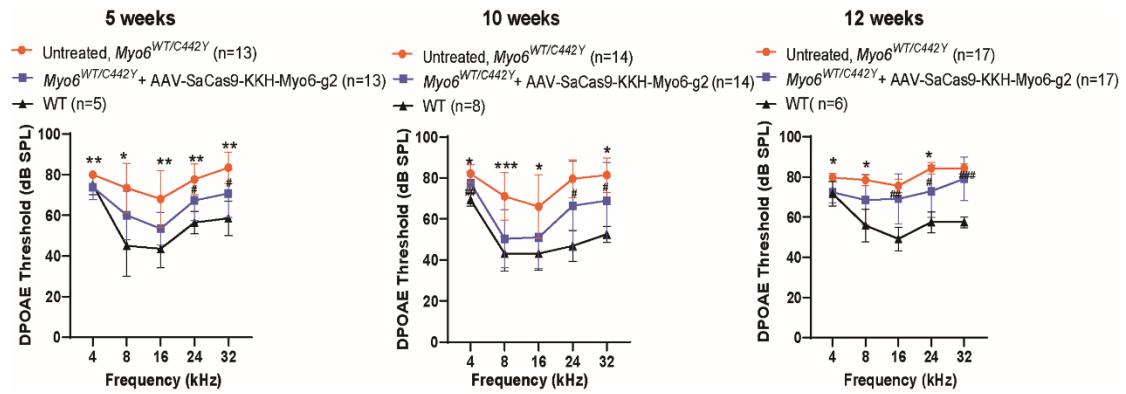 5 weeks
Untreated, Myo6WT/C442Y (n=13)
Myo6WT/C442Y+ AAV-SaCas9-KKH-Myo6-g2 (n=13)
WT (n=5)
DPOAE Threshold (dB SPL)
100
80
60
40
20
0
** * ** ** **
# #
4 8 16 24 32
Frequency (kHz)
10 weeks
Untreated, Myo6WT/C442Y (n=14)
Myo6WT/C442Y+ AAV-SaCas9-KKH-Myo6-g2 (n=14)
WT (n=8)
DPOAE Threshold (dB SPL)
100
80
60
40
20
0
* *** * *
## # #
4 8 16 24 32
Frequency (kHz)
12 weeks
Untreated, Myo6WT/C442Y (n=17)
Myo6WT/C442Y+ AAV-SaCas9-KKH-Myo6-g2 (n=17)
WT( n=6)
DPOAE Threshold (dB SPL)
100
80
60
40
20
0
* * *
## # ###
4 8 16 24 32
Frequency (kHz)